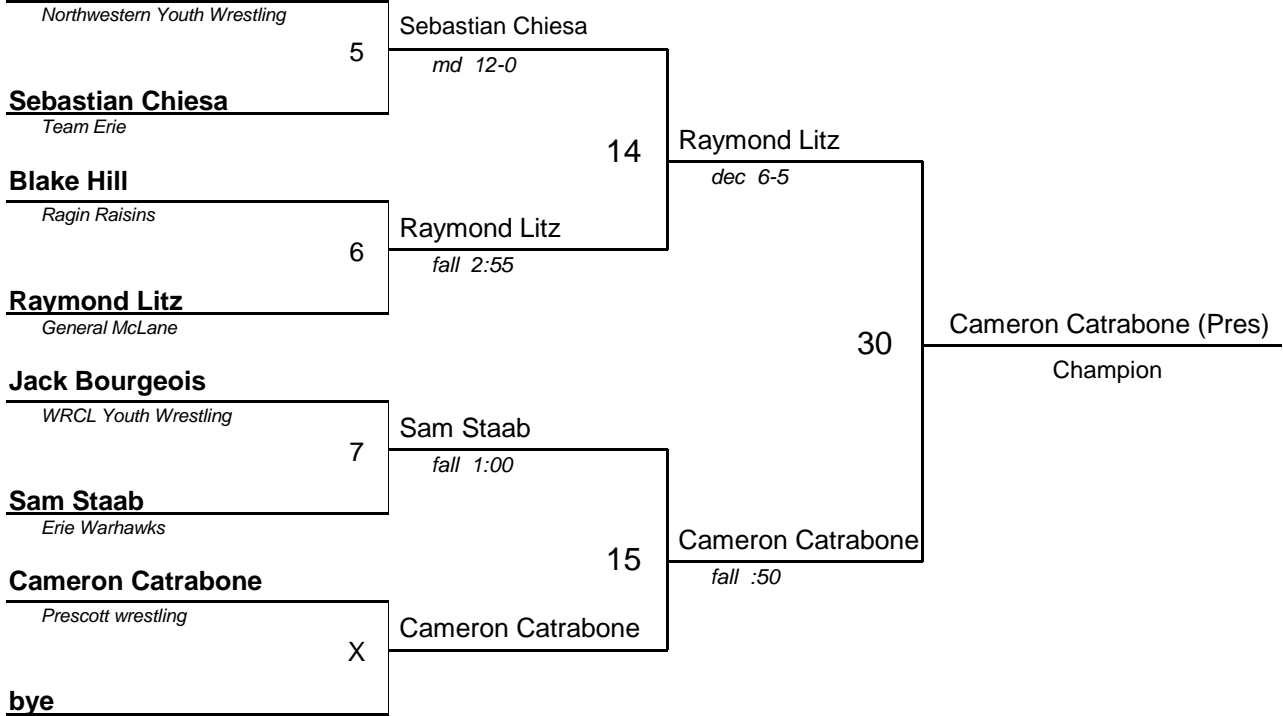 Northwestern Youth Wrestling
5
Sebastian Chiesa
md 12-0
Sebastian Chiesa
Team Erie
14
Raymond Litz
dec 6-5
Blake Hill
Ragin Raisins
6
Raymond Litz
fall 2:55
Raymond Litz
General McLane
30
Cameron Catrabone (Pres)
Champion
Jack Bourgeois
WRCL Youth Wrestling
7
Sam Staab
fall 1:00
Sam Staab
Erie Warhawks
15
Cameron Catrabone
fall :50
Cameron Catrabone
Prescott wrestling
X
Cameron Catrabone
bye